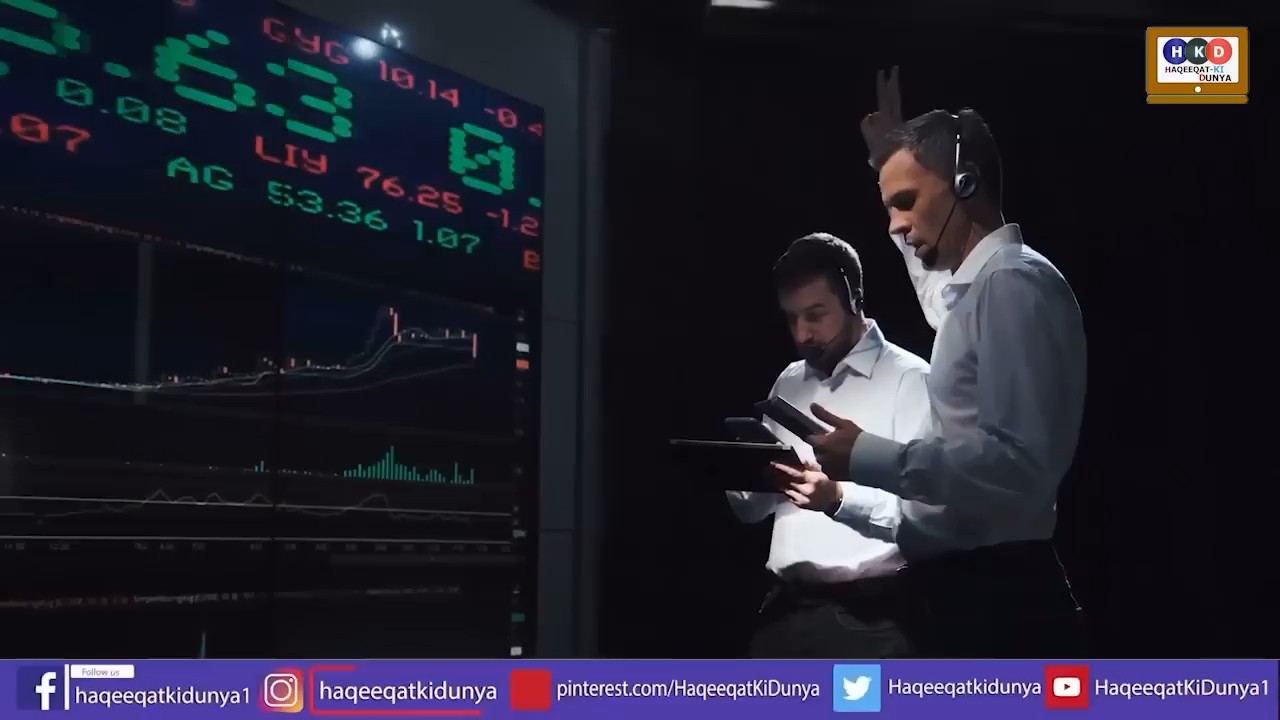 GYG 10.14 -0.4
.63 0.
0.08
.07
LIY 76.25 -1.2
AG 53.36 1.07
H K D
HAQEEQAT-KI
DUNYA
Follow us
haqeeqatkidunya1
haqeeqatkidunya
pinterest.com/HaqeeqatKiDunya
Haqeeqatkidunya
HaqeeqatKiDunya1